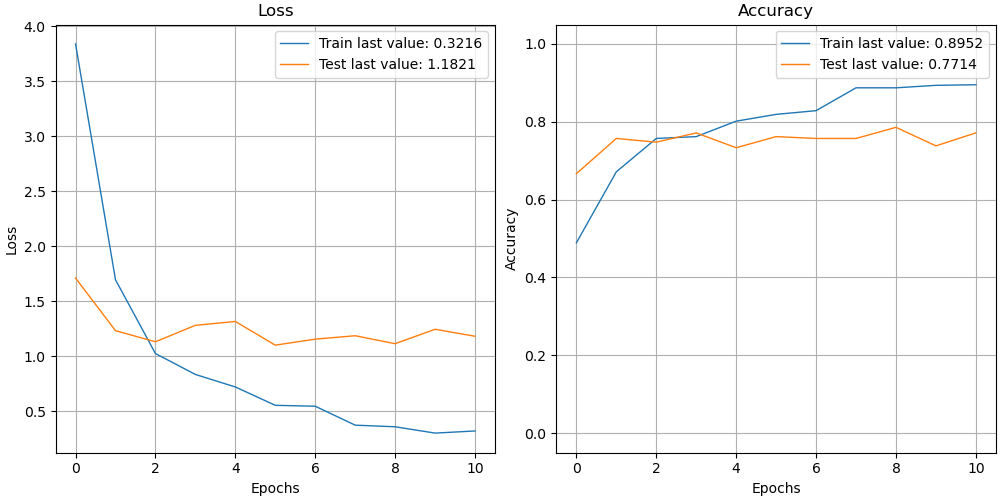 Loss
4.0
3.5
3.0
2.5
2.0
1.5
1.0
0.5
Loss
Train last value: 0.3216
Test last value: 1.1821
0 2 4 6 8 10
Epochs
Accuracy
1.0
0.8
0.6
0.4
0.2
0.0
Accuracy
Train last value: 0.8952
Test last value: 0.7714
0 2 4 6 8 10
Epochs